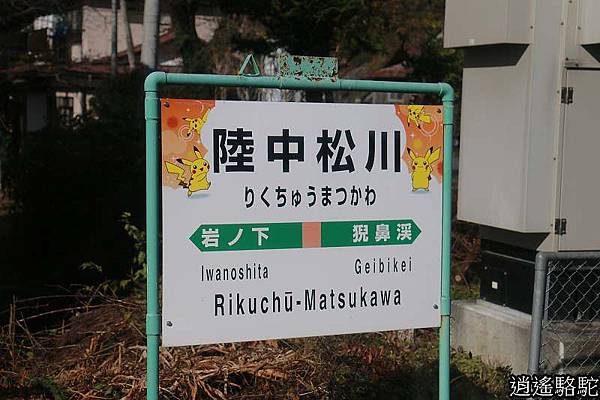 陸中松川
りくちゅうまつかわ
岩ノ下 猊鼻渓
Iwanoshita Geibikei
Rikuchū-Matsukawa
逍遙駱駝